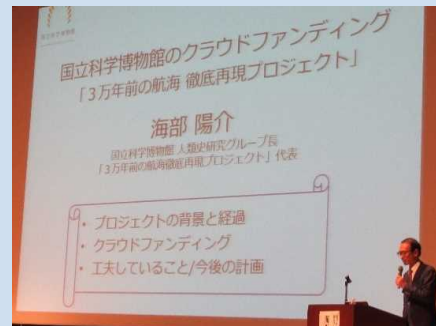 国立科学博物館のクラウドファンディング
「3万年前の航海 徹底再現プロジェクト」
海部 陽介
国立科学博物館 人類史研究グループ長
「3万年前の航海徹底再現プロジェクト」代表
・ プロジェクトの背景と経過
・ クラウドファンディング
・ 工夫していること/今後の計画